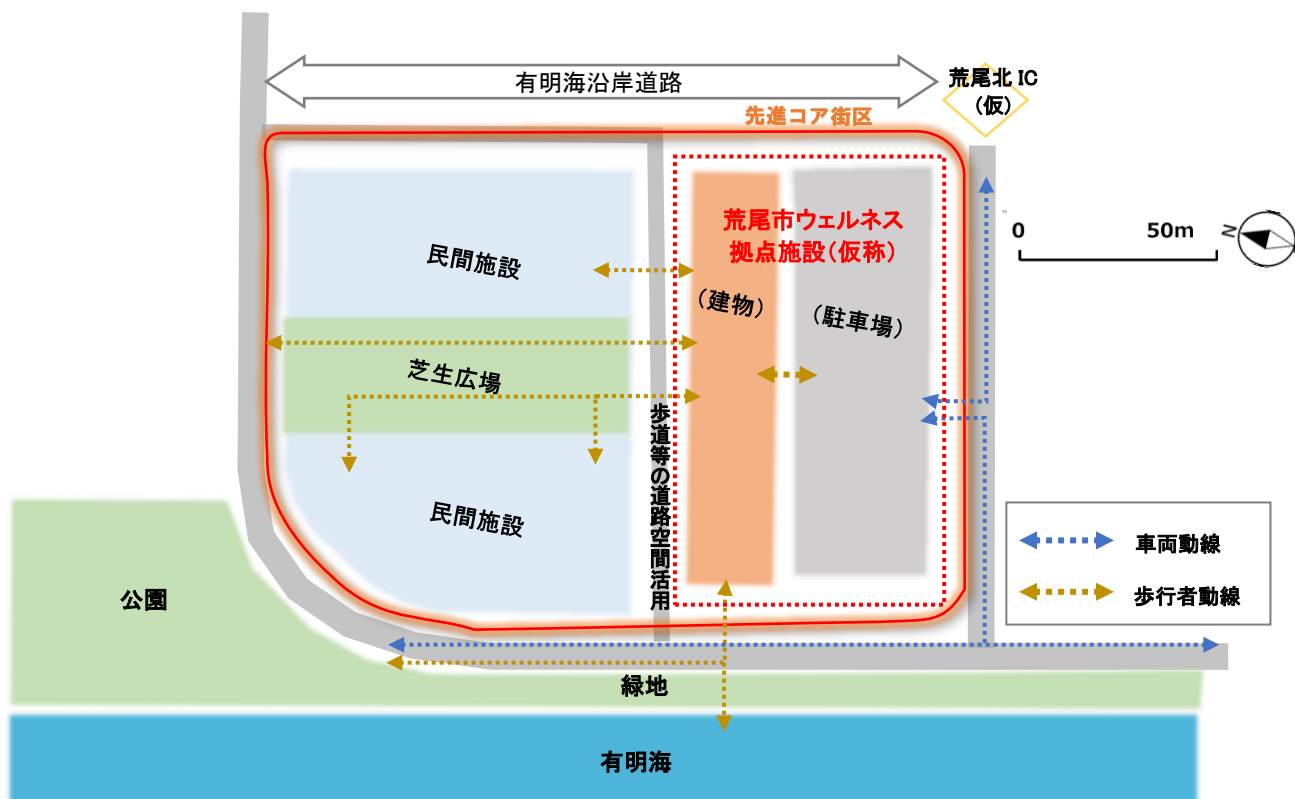 有明海沿岸道路
荒尾北 IC
(仮)
先進コア街区
荒尾市ウェルネス
拠点施設(仮称)
0
50m
N
民間施設
(建物)
(駐車場)
芝生広場
歩道等の道路空間活用
民間施設
車両動線
歩行者動線
公園
緑地
有明海